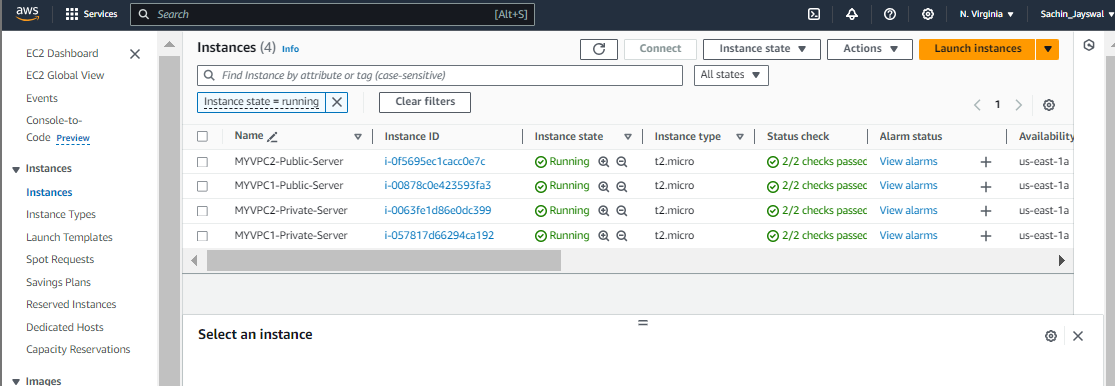 aws Services Search [Alt+S] N. Virginia Sachin_Jayswal
EC2 Dashboard
EC2 Global View
Events
Console-to-
Code Preview
Instances
Instances
Instance Types
Launch Templates
Spot Requests
Savings Plans
Reserved Instances
Dedicated Hosts
Capacity Reservations
Images
Instances (4) Info Connect Instance state Actions Launch instances
Find Instance by attribute or tag (case-sensitive) All states
Instance state = running Clear filters 1
Name Instance ID Instance state Instance type Status check Alarm status Availability
MYVPC2-Public-Server i-0f5695ec1cacc0e7c Running t2.micro 2/2 checks passed View alarms us-east-1a
MYVPC1-Public-Server i-00878c0e423593fa3 Running t2.micro 2/2 checks passed View alarms us-east-1a
MYVPC2-Private-Server i-0063fe1d86e0dc399 Running t2.micro 2/2 checks passed View alarms us-east-1a
MYVPC1-Private-Server i-057817d66294ca192 Running t2.micro 2/2 checks passed View alarms us-east-1a
Select an instance